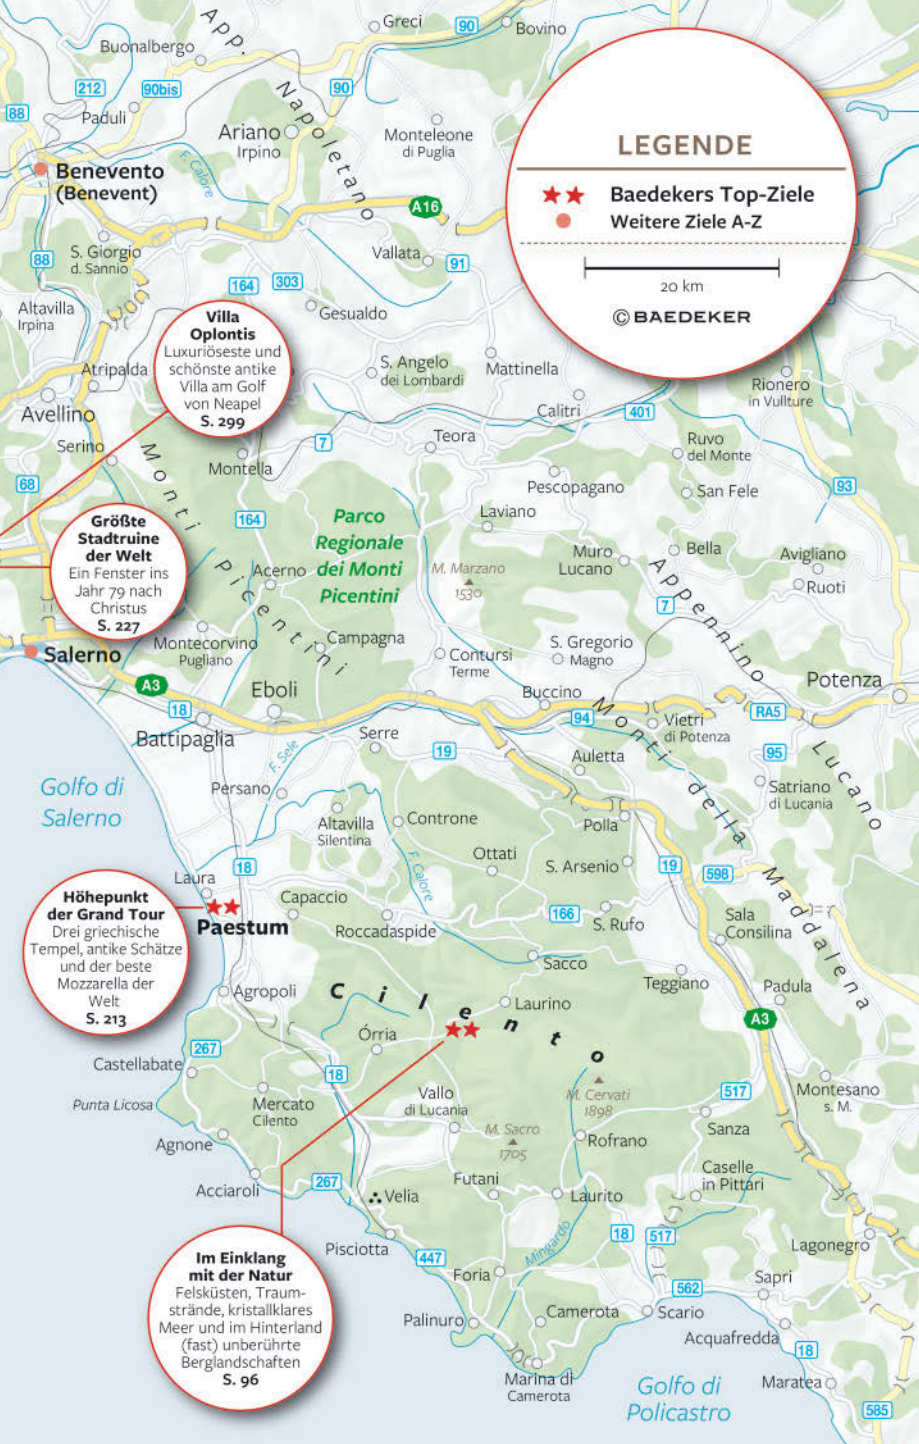 App. Napoletano
Greci
90
Bovino
Buonalbergo
212
90bis
90
88
Paduli
Ariano
Irpino
Monteleone
di Puglia
F. Calore
Benevento
(Benevent)
A16
LEGENDE
Baedekers Top-Ziele
Weitere Ziele A-Z
20 km
© BAEDEKER
88
S. Giorgio
d. Sannio
Vallata
91
164
303
Altavilla
Irpina
Gesualdo
Villa
Oplontis
Luxuriöseste und
schönste antike
Villa am Golf
von Neapel
S. 299
Atripalda
S. Angelo
dei Lombardi
Mattinella
Rionero
in Vullture
Avellino
Calitri
401
Serino
7
Teora
Ruvo
del Monte
Montella
68
Pescopagano
San Fele
93
Monti Picentini
164
Parco
Regionale
dei Monti
Picentini
Laviano
Größte
Stadtruine
der Welt
Ein Fenster ins
Jahr 79 nach
Christus
S. 227
Acerno
M. Marzano
1530
Muro
Lucano
Bella
Avigliano
Ruoti
Appennino
7
Salerno
Montecorvino
Pugliano
Campagna
Contursi
Terme
S. Gregorio
Magno
A3
Eboli
Buccino
Potenza
18
94
Monti della
Vietri
di Potenza
RA5
Battipaglia
Serre
19
95
Lucano
F. Sele
Auletta
Golfo di
Salerno
Persano
Satriano
di Lucania
Altavilla
Silentina
Controne
Polla
Ottati
S. Arsenio
19
598
Maddalena
18
F. Calore
Laura
Höhepunkt
der Grand Tour
Drei griechische
Tempel, antike Schätze
und der beste
Mozzarella der
Welt
S. 213
Paestum
Capaccio
Roccadaspide
166
S. Rufo
Sala
Consilina
Sacco
Teggiano
Padula
Agropoli
Cilento
Laurino
A3
Órria
267
Castellabate
18
Punta Licosa
Mercato
Cilento
Vallo
di Lucania
M. Cervati
1898
517
Montesano
s. M.
Agnone
M. Sacro
1705
Rofrano
Sanza
Acciaroli
267
Velia
Futani
Laurito
Caselle
in Pittari
Pisciotta
Mingardo
18
517
Lagonegro
447
Im Einklang
mit der Natur
Felsküsten, Traum-
strände, kristallklares
Meer und im Hinterland
(fast) unberührte
Berglandschaften
S. 96
Foria
562
Sapri
Palinuro
Camerota
Scario
Acquafredda
18
Marina di
Camerota
Golfo di
Policastro
Maratea
585